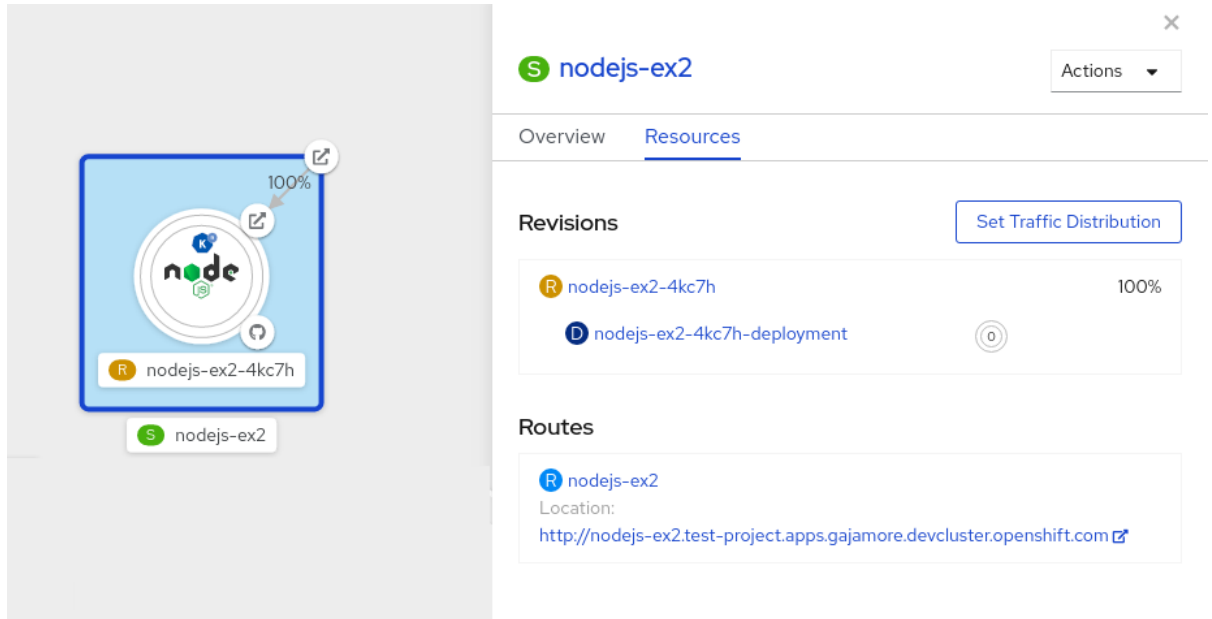 100%
K
node
JS
R nodejs-ex2-4kc7h
S nodejs-ex2
×
S nodejs-ex2
Actions
Overview Resources
Revisions
Set Traffic Distribution
R nodejs-ex2-4kc7h 100%
D nodejs-ex2-4kc7h-deployment 0
Routes
R nodejs-ex2
Location:
http://nodejs-ex2.test-project.apps.gajamore.devcluster.openshift.com